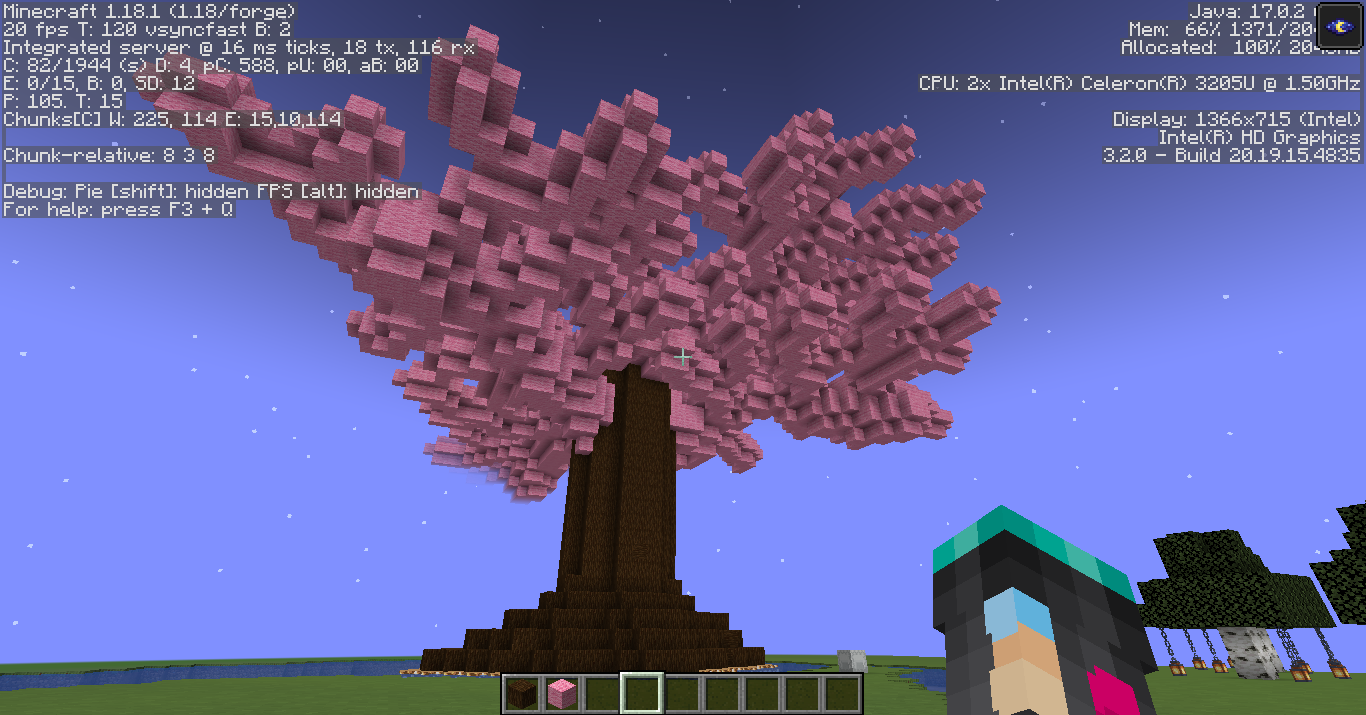 Minecraft 1.18.1 (1.18/forge)
20 fps T: 120 vsyncfast B: 2
Integrated server @ 16 ms ticks, 18 tx, 116 rx
C: 82/1944 (s) D: 4, pC: 588, pU: 00, aB: 00
E: 0/15, B: 0, SD: 12
P: 105. T: 15
Chunks[C] W: 225, 114 E: 15,10,114
Chunk-relative: 8 3 8
Debug: Pie [shift]: hidden FPS [alt]: hidden
For help: press F3 + Q
Java: 17.0.2
Mem: 66% 1371/20
Allocated: 100% 20
CPU: 2x Intel(R) Celeron(R) 3205U @ 1.50GHz
Display: 1366x715 (Intel)
Intel(R) HD Graphics
3.2.0 - Build 20.19.15.4835